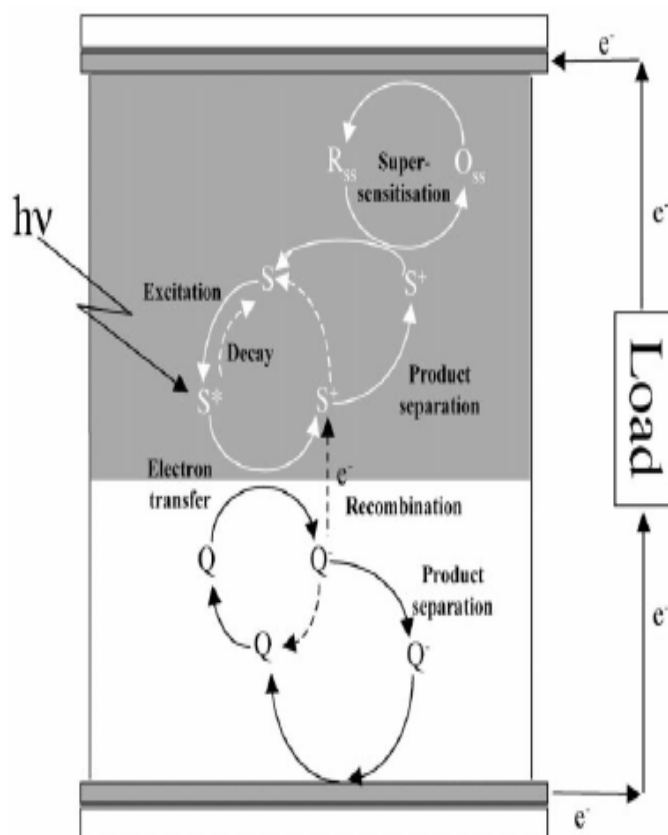 e-
R_ss
O_ss
Super-
sensitisation
hν
e-
S
S+
Excitation
Decay
Load
S*
S+
Product
separation
Electron
transfer
e-
Recombination
Q
Q-
Product
separation
Q
Q-
e-
e-